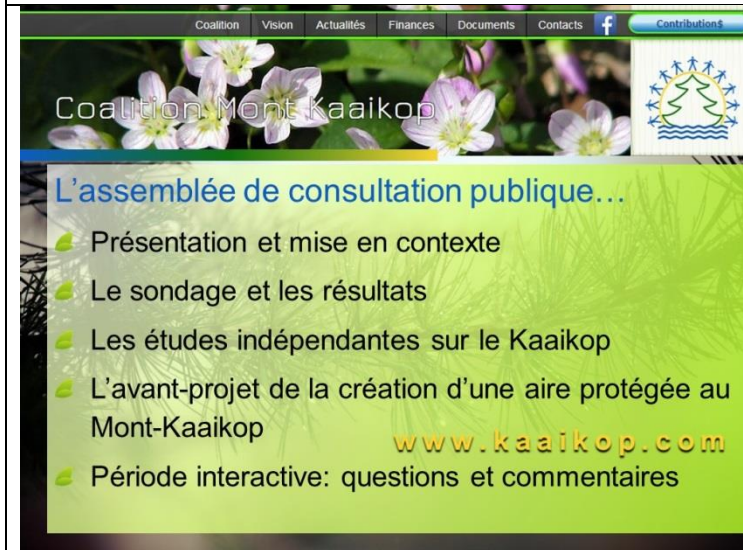 Coalition Vision Actualités Finances Documents Contacts f Contribution$
Coalition Mont Kaaikop
L'assemblée de consultation publique…
Présentation et mise en contexte
Le sondage et les résultats
Les études indépendantes sur le Kaaikop
L'avant-projet de la création d'une aire protégée au
Mont-Kaaikop
www.kaaikop.com
Période interactive: questions et commentaires